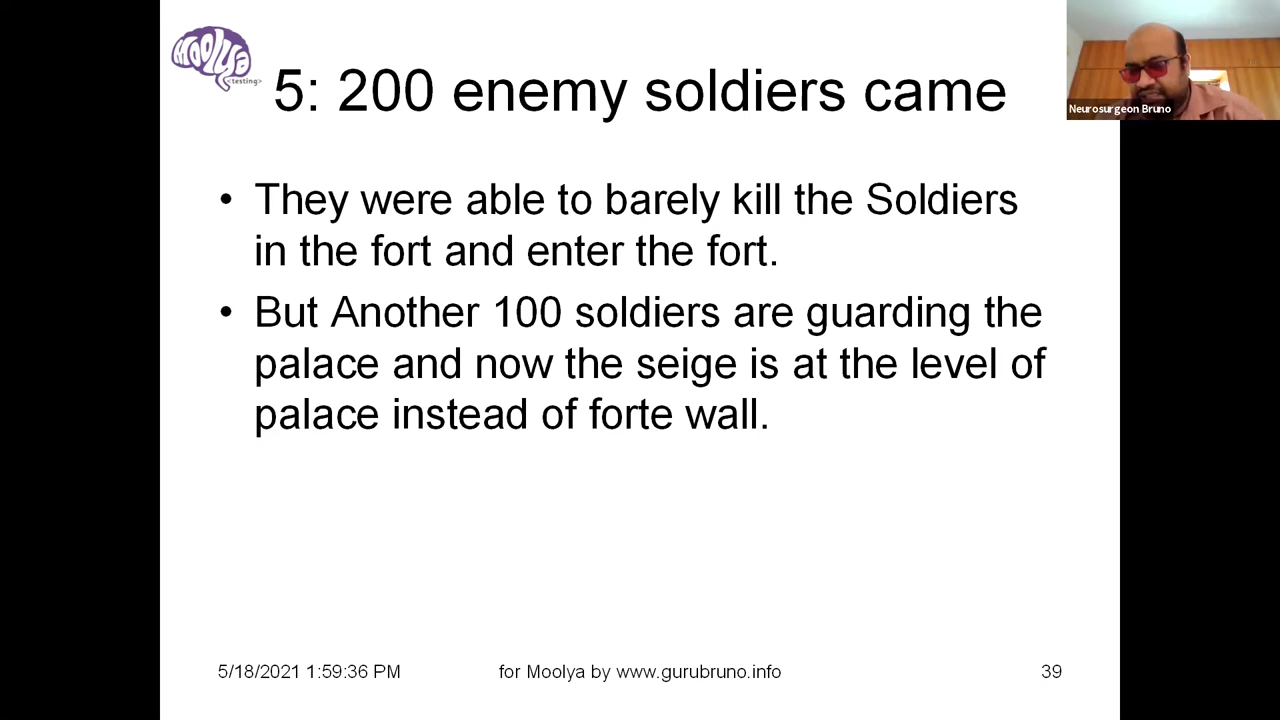 Moolya
<testing>
5: 200 enemy soldiers came
Neurosurgeon Bruno
• They were able to barely kill the Soldiers
in the fort and enter the fort.
• But Another 100 soldiers are guarding the
palace and now the seige is at the level of
palace instead of forte wall.
5/18/2021 1:59:36 PM
for Moolya by www.gurubruno.info
39